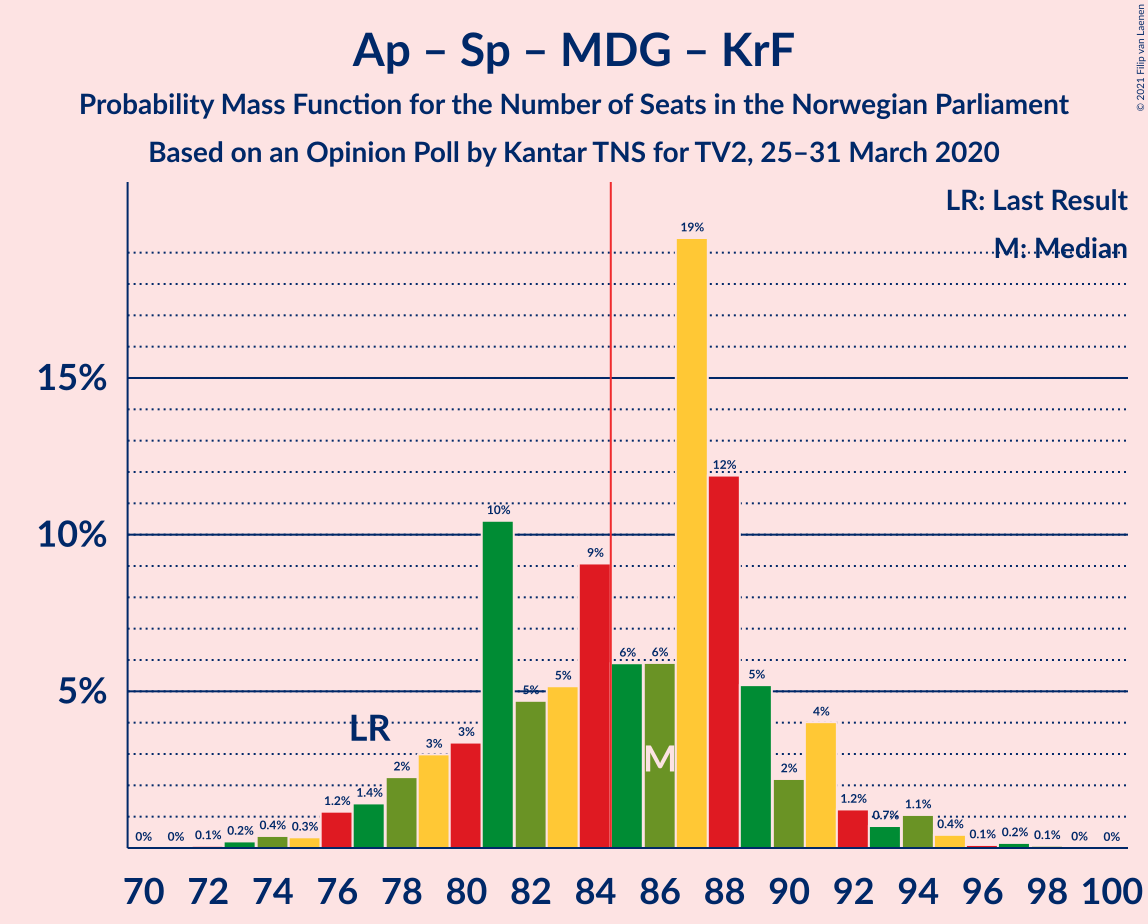 Ap – Sp – MDG – KrF
Probability Mass Function for the Number of Seats in the Norwegian Parliament
Based on an Opinion Poll by Kantar TNS for TV2, 25–31 March 2020
© 2021 Filip van Laenen
LR: Last Result
M: Median
15%
10%
5%
0% 0% 0.1% 0.2% 0.4% 0.3% 1.2% 1.4% 2% 3% 3% 10% 5% 5% 9% 6% 6% 19% 12% 5% 2% 4% 1.2% 0.7% 1.1% 0.4% 0.1% 0.2% 0.1% 0% 0%
LR
M
70 72 74 76 78 80 82 84 86 88 90 92 94 96 98 100